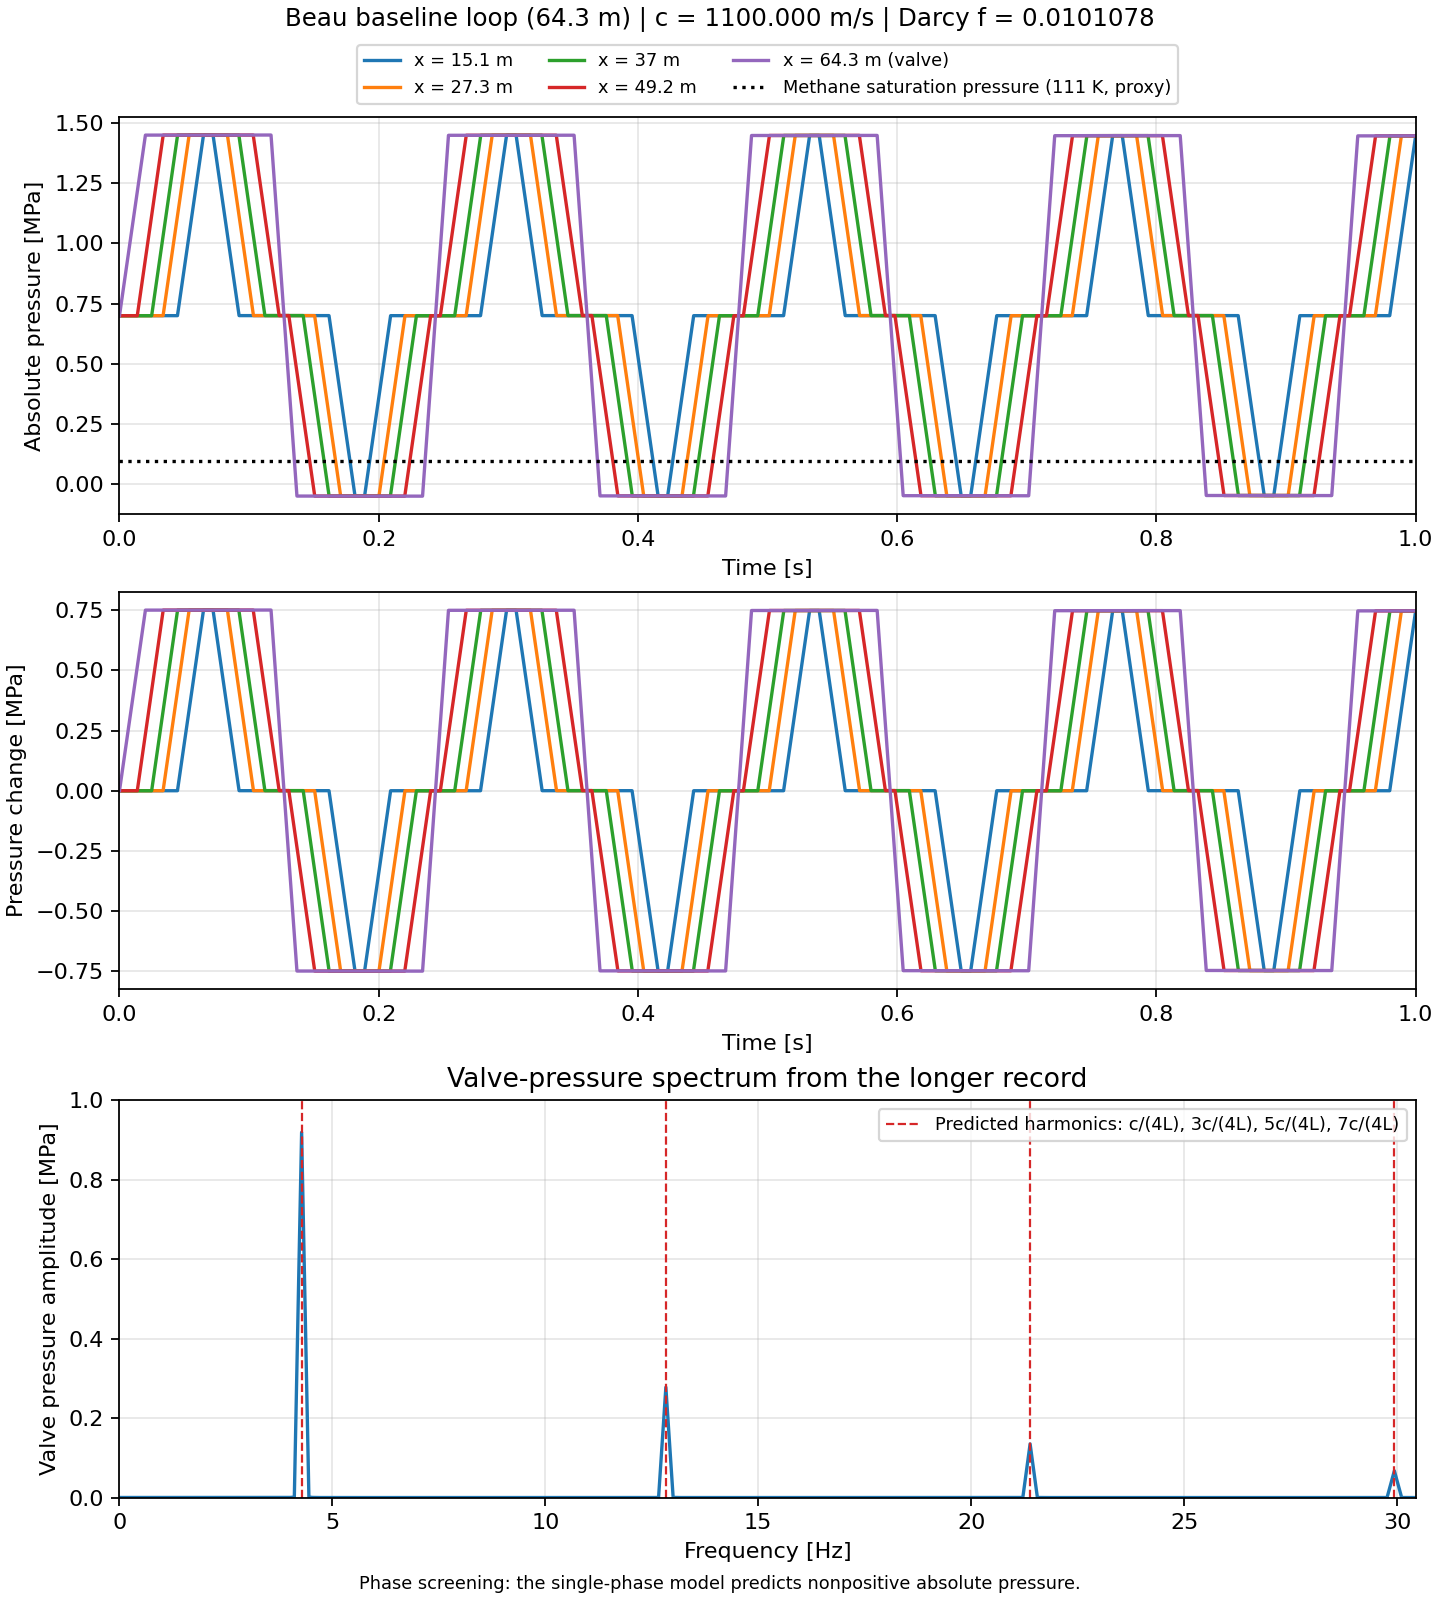 Beau baseline loop (64.3 m) | c = 1100.000 m/s | Darcy f = 0.0101078
x = 15.1 m
x = 27.3 m
x = 37 m
x = 49.2 m
x = 64.3 m (valve)
Methane saturation pressure (111 K, proxy)
Absolute pressure [MPa]
1.50
1.25
1.00
0.75
0.50
0.25
0.00
0.0 0.2 0.4 0.6 0.8 1.0
Time [s]
Pressure change [MPa]
0.75
0.50
0.25
0.00
−0.25
−0.50
−0.75
0.0 0.2 0.4 0.6 0.8 1.0
Time [s]
Valve-pressure spectrum from the longer record
Predicted harmonics: c/(4L), 3c/(4L), 5c/(4L), 7c/(4L)
Valve pressure amplitude [MPa]
1.0
0.8
0.6
0.4
0.2
0.0
0 5 10 15 20 25 30
Frequency [Hz]
Phase screening: the single-phase model predicts nonpositive absolute pressure.